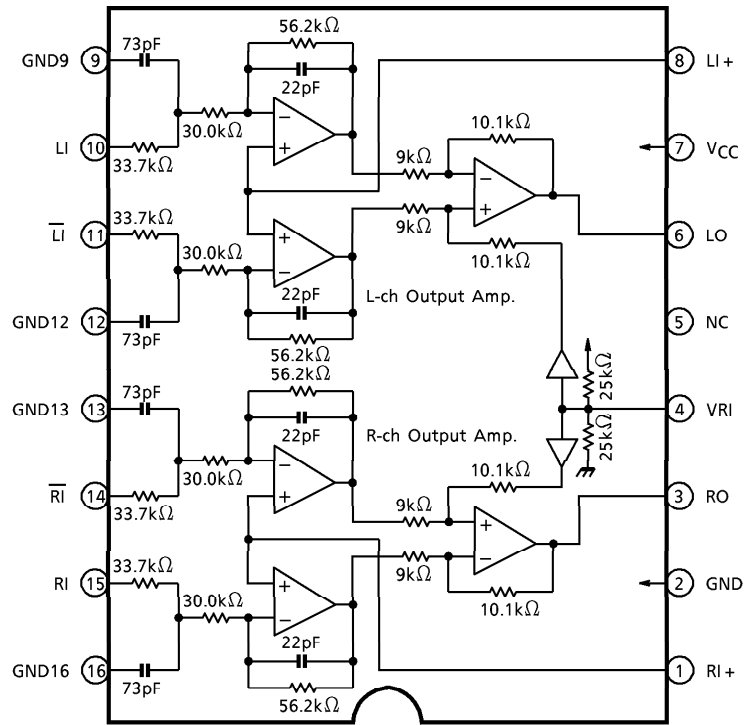 56.2kΩ
73pF
GND9 9
8 LI+
22pF
30.0kΩ
−
+
10.1kΩ
LI 10
33.7kΩ
9kΩ
7 VCC
−
+
33.7kΩ
LI 11
9kΩ
6 LO
30.0kΩ
+
−
10.1kΩ
22pF
L-ch Output Amp.
GND12 12
5 NC
73pF
56.2kΩ
56.2kΩ
25kΩ
73pF
GND13 13
4 VRI
22pF
R-ch Output Amp.
25kΩ
30.0kΩ
−
+
10.1kΩ
RI 14
33.7kΩ
9kΩ
3 RO
+
−
33.7kΩ
RI 15
9kΩ
2 GND
30.0kΩ
+
−
10.1kΩ
22pF
GND16 16
1 RI+
73pF
56.2kΩ